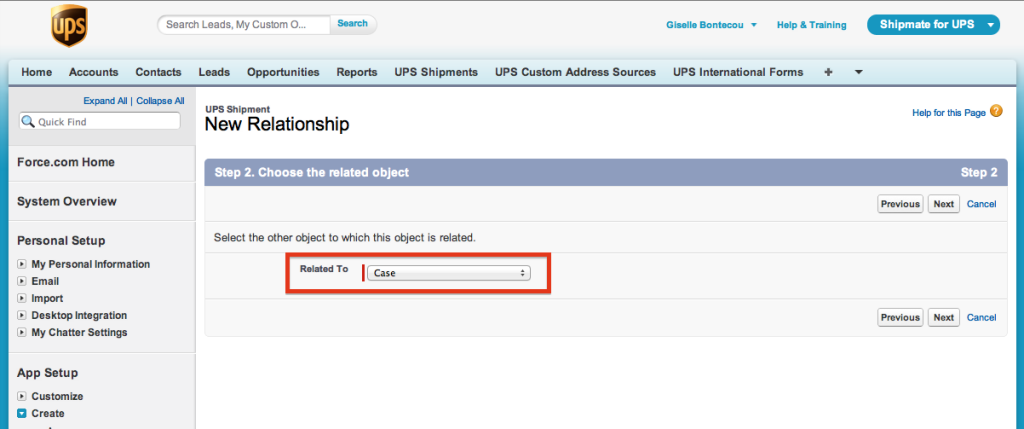 ups
Search Leads, My Custom O...
Search
Giselle Bontecou
Help & Training
Shipmate for UPS
Home Accounts Contacts Leads Opportunities Reports UPS Shipments UPS Custom Address Sources UPS International Forms +
Expand All | Collapse All
Quick Find
Force.com Home
System Overview
Personal Setup
My Personal Information
Email
Import
Desktop Integration
My Chatter Settings
App Setup
Customize
Create
UPS Shipment
New Relationship
Help for this Page ?
Step 2. Choose the related object
Step 2
Previous Next Cancel
Select the other object to which this object is related.
Related To Case
Previous Next Cancel